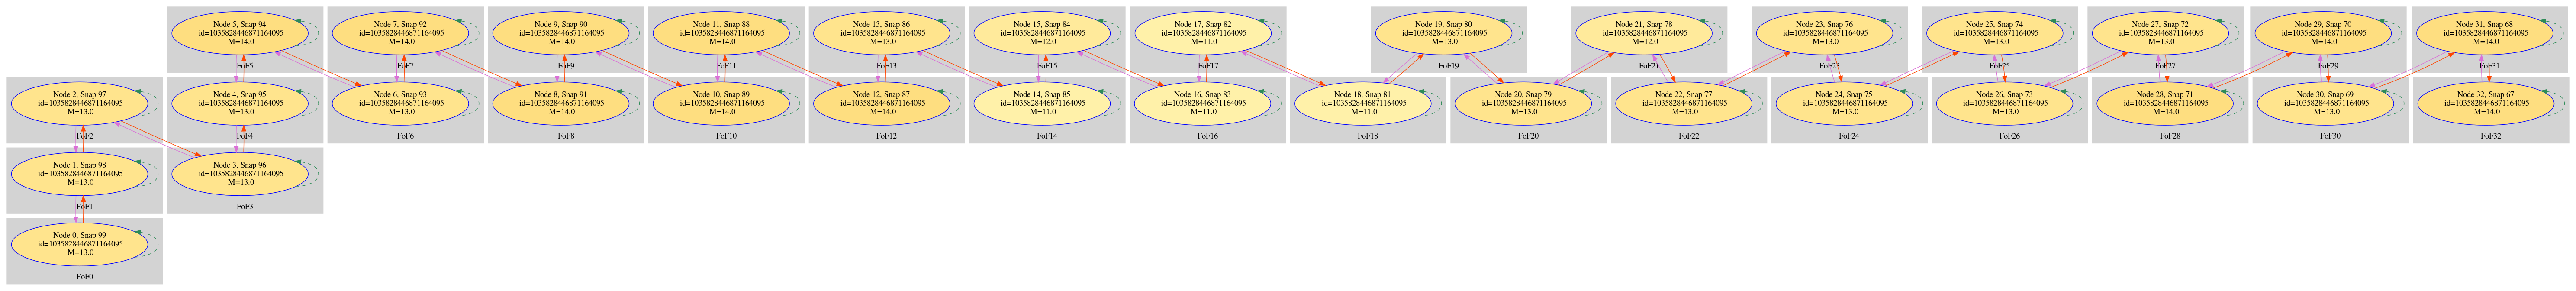 Node 5, Snap 94
id=1035828446871164095
M=14.0
FoF5
Node 7, Snap 92
id=1035828446871164095
M=14.0
FoF7
Node 9, Snap 90
id=1035828446871164095
M=14.0
FoF9
Node 11, Snap 88
id=1035828446871164095
M=14.0
FoF11
Node 13, Snap 86
id=1035828446871164095
M=13.0
FoF13
Node 15, Snap 84
id=1035828446871164095
M=12.0
FoF15
Node 17, Snap 82
id=1035828446871164095
M=11.0
FoF17
Node 19, Snap 80
id=1035828446871164095
M=13.0
FoF19
Node 21, Snap 78
id=1035828446871164095
M=12.0
FoF21
Node 23, Snap 76
id=1035828446871164095
M=13.0
FoF23
Node 25, Snap 74
id=1035828446871164095
M=13.0
FoF25
Node 27, Snap 72
id=1035828446871164095
M=13.0
FoF27
Node 29, Snap 70
id=1035828446871164095
M=14.0
FoF29
Node 31, Snap 68
id=1035828446871164095
M=14.0
FoF31
Node 2, Snap 97
id=1035828446871164095
M=13.0
FoF2
Node 4, Snap 95
id=1035828446871164095
M=13.0
FoF4
Node 6, Snap 93
id=1035828446871164095
M=13.0
FoF6
Node 8, Snap 91
id=1035828446871164095
M=14.0
FoF8
Node 10, Snap 89
id=1035828446871164095
M=14.0
FoF10
Node 12, Snap 87
id=1035828446871164095
M=14.0
FoF12
Node 14, Snap 85
id=1035828446871164095
M=11.0
FoF14
Node 16, Snap 83
id=1035828446871164095
M=11.0
FoF16
Node 18, Snap 81
id=1035828446871164095
M=11.0
FoF18
Node 20, Snap 79
id=1035828446871164095
M=13.0
FoF20
Node 22, Snap 77
id=1035828446871164095
M=13.0
FoF22
Node 24, Snap 75
id=1035828446871164095
M=13.0
FoF24
Node 26, Snap 73
id=1035828446871164095
M=13.0
FoF26
Node 28, Snap 71
id=1035828446871164095
M=14.0
FoF28
Node 30, Snap 69
id=1035828446871164095
M=13.0
FoF30
Node 32, Snap 67
id=1035828446871164095
M=14.0
FoF32
Node 1, Snap 98
id=1035828446871164095
M=13.0
FoF1
Node 3, Snap 96
id=1035828446871164095
M=13.0
FoF3
Node 0, Snap 99
id=1035828446871164095
M=13.0
FoF0